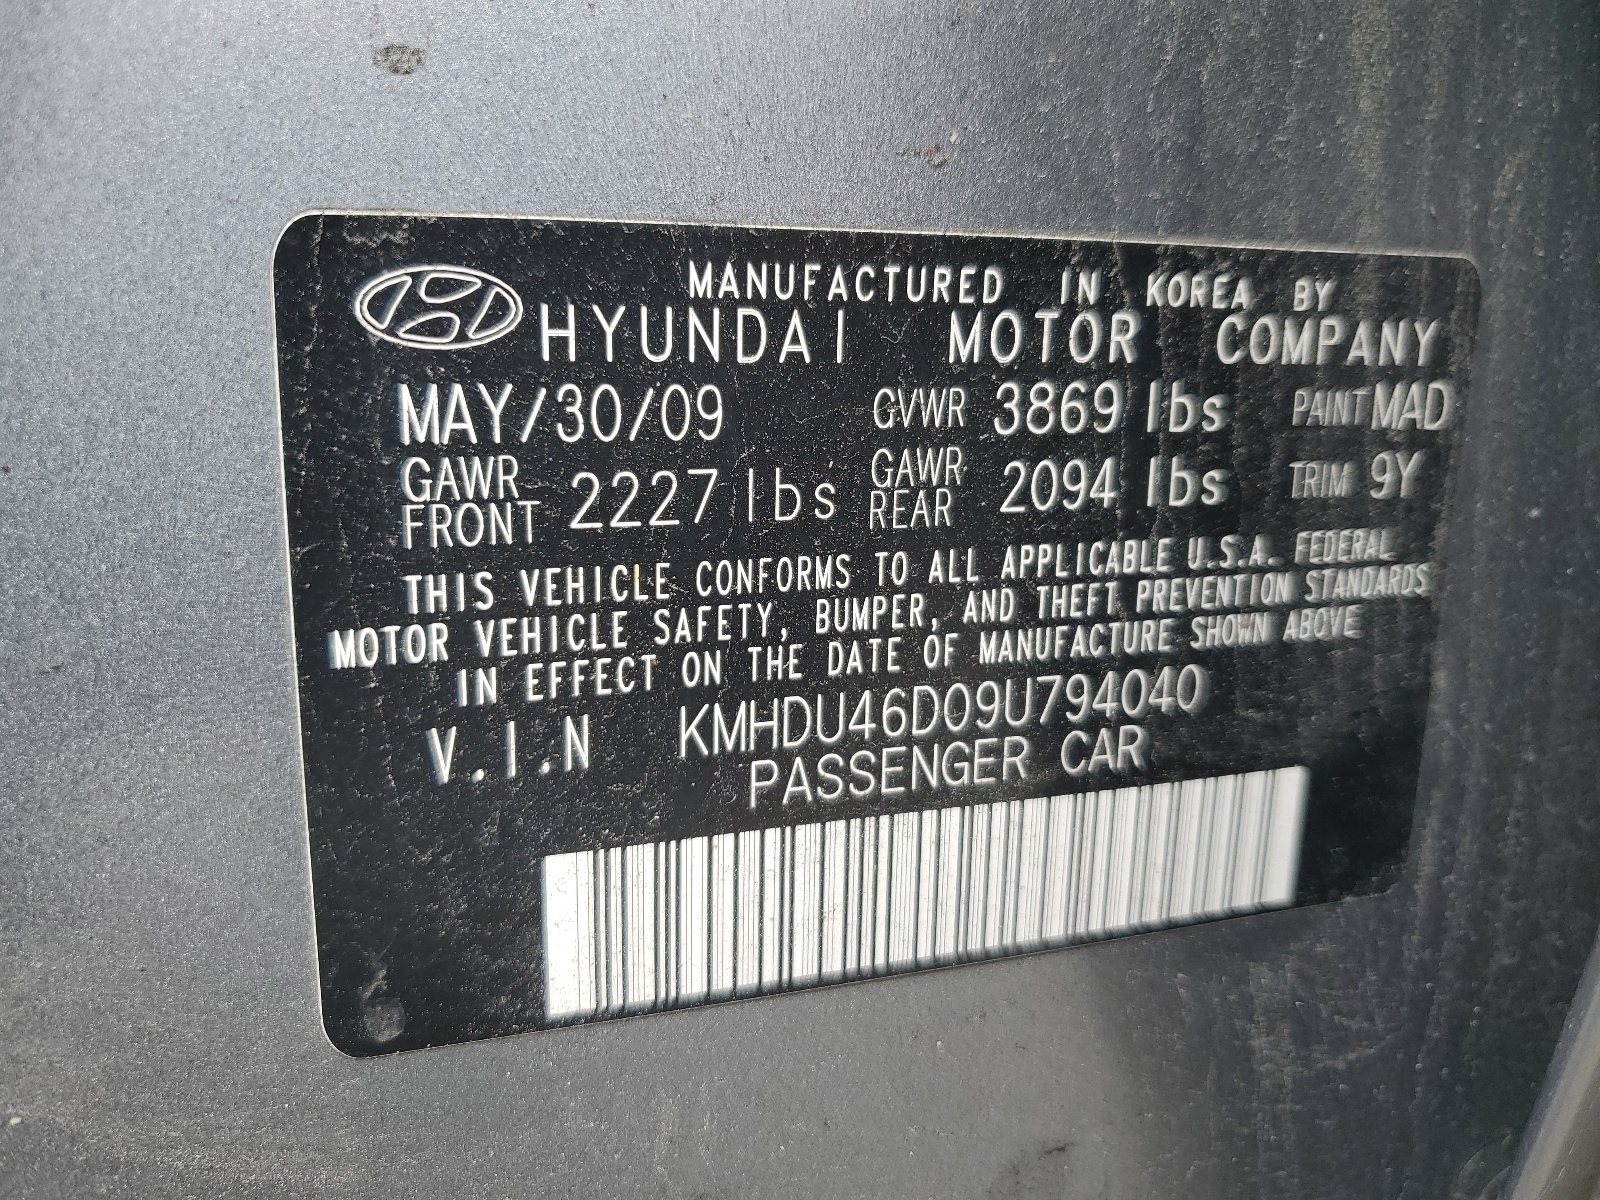 MANUFACTURED IN KOREA BY
HYUNDAI MOTOR COMPANY
MAY/30/09 GVWR 3869 lbs PAINT MAD
GAWR FRONT 2227 lbs GAWR REAR 2094 lbs TRIM 9Y
THIS VEHICLE CONFORMS TO ALL APPLICABLE U.S.A. FEDERAL
MOTOR VEHICLE SAFETY, BUMPER, AND THEFT PREVENTION STANDARDS
IN EFFECT ON THE DATE OF MANUFACTURE SHOWN ABOVE
V.I.N KMHDU46D09U794040
PASSENGER CAR